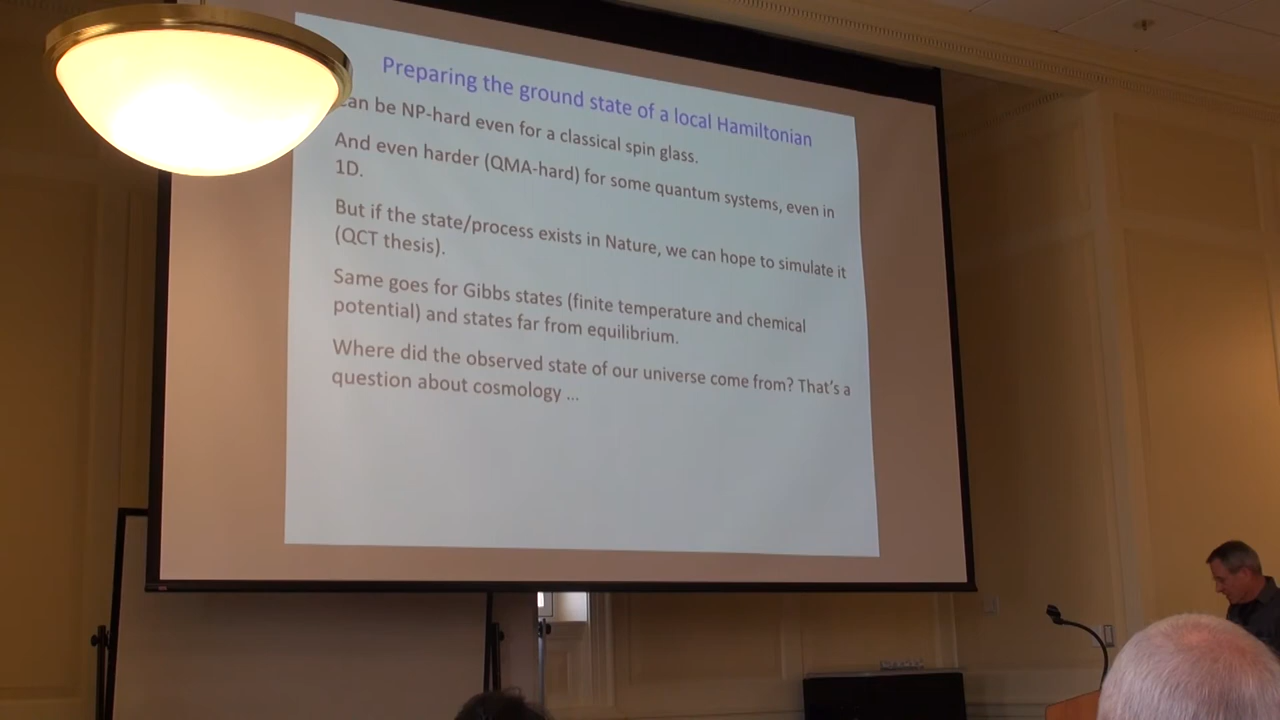 Preparing the ground state of a local Hamiltonian
can be NP-hard even for a classical spin glass.
And even harder (QMA-hard) for some quantum systems, even in
1D.
But if the state/process exists in Nature, we can hope to simulate it
(QCT thesis).
Same goes for Gibbs states (finite temperature and chemical
potential) and states far from equilibrium.
Where did the observed state of our universe come from? That's a
question about cosmology ...